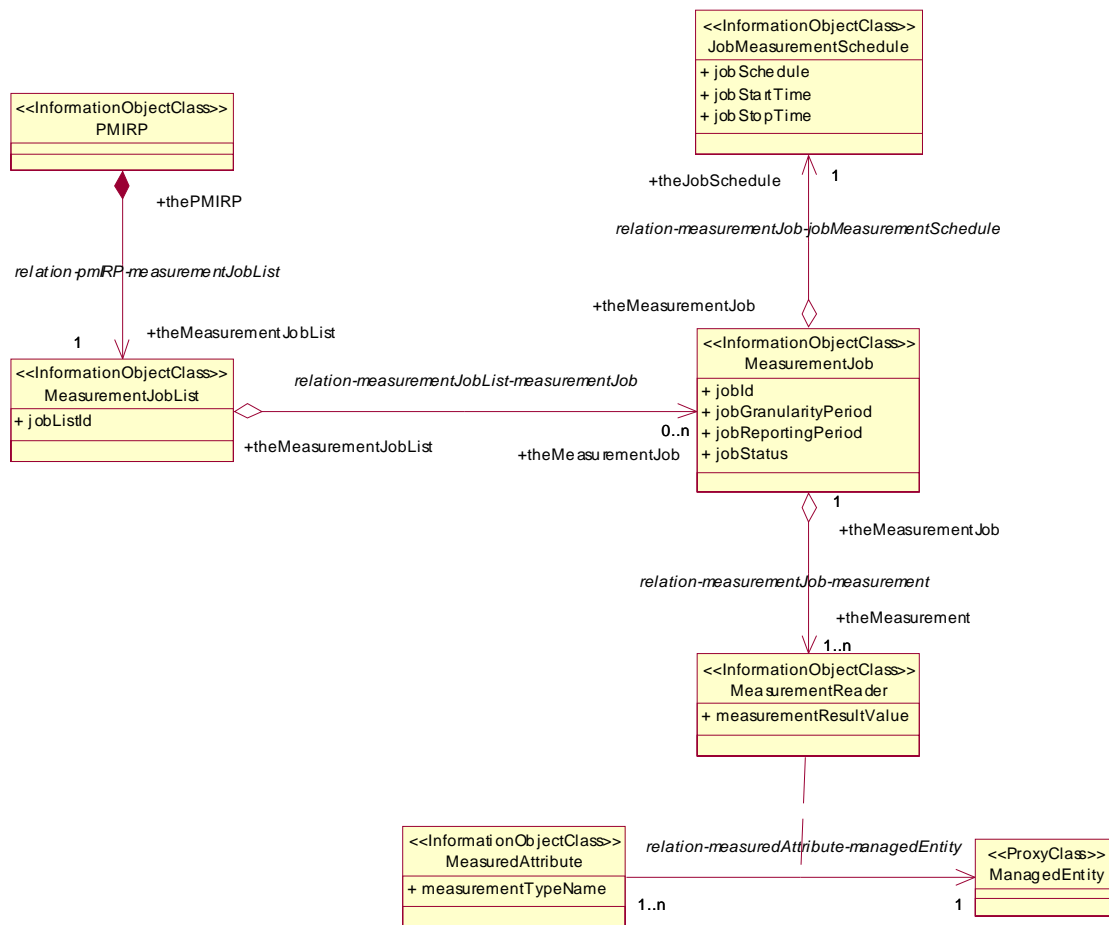 <<InformationObjectClass>>
JobMeasurementSchedule
+ jobSchedule
+ jobStartTime
+ jobStopTime
<<InformationObjectClass>>
PMIRP
+thePMIRP
+theJobSchedule
1
relation-measurementJob-jobMeasurementSchedule
relation-pmIRP-measurementJobList
+theMeasurementJob
1
+theMeasurementJobList
<<InformationObjectClass>>
MeasurementJobList
+ jobListId
relation-measurementJobList-measurementJob
+theMeasurementJobList
0..n
+theMeasurementJob
<<InformationObjectClass>>
MeasurementJob
+ jobId
+ jobGranularityPeriod
+ jobReportingPeriod
+ jobStatus
1
+theMeasurementJob
relation-measurementJob-measurement
+theMeasurement
1..n
<<InformationObjectClass>>
MeasurementReader
+ measurementResultValue
<<InformationObjectClass>>
MeasuredAttribute
+ measurementTypeName
relation-measuredAttribute-managedEntity
1..n
1
<<ProxyClass>>
ManagedEntity